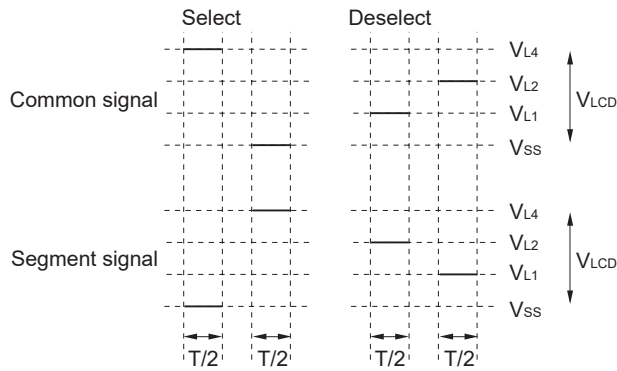 Select Deselect
VL4
VL2
Common signal VLCD
VL1
VSS
VL4
VL2
Segment signal VLCD
VL1
VSS
T/2 T/2 T/2 T/2